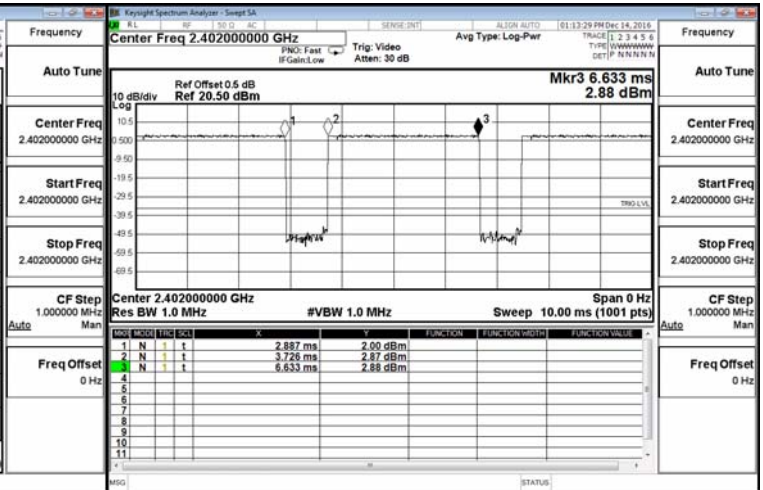 Keysight Spectrum Analyzer - Swept SA
RL RF 50 Ω AC SENSE:INT ALIGN AUTO 01:13:29 PM Dec 14, 2016
Frequency
Center Freq 2.402000000 GHz
PNO: Fast
IFGain:Low
Trig: Video
Atten: 30 dB
Avg Type: Log-Pwr
TRACE 1 2 3 4 5 6
TYPE WWWWWW
DET P N N N N N
Frequency
Auto Tune
Center Freq
2.402000000 GHz
Start Freq
2.402000000 GHz
Stop Freq
2.402000000 GHz
CF Step
1.000000 MHz
Auto Man
Freq Offset
0 Hz
Ref Offset 0.5 dB
10 dB/div Ref 20.50 dBm
Log
Mkr3 6.633 ms
2.88 dBm
10.5
0.500
-9.50
-19.5
-29.5
-39.5
-49.5
-59.5
-69.5
1
2
3
TRIG LVL
Center 2.402000000 GHz Span 0 Hz
Res BW 1.0 MHz #VBW 1.0 MHz Sweep 10.00 ms (1001 pts)
MKR MODE TRC SCL X Y FUNCTION FUNCTION WIDTH FUNCTION VALUE
1 N 1 t 2.887 ms 2.00 dBm
2 N 1 t 3.726 ms 2.87 dBm
3 N 1 t 6.633 ms 2.88 dBm
4
5
6
7
8
9
10
11
MSG STATUS
Auto Tune
Center Freq
2.402000000 GHz
Start Freq
2.402000000 GHz
Stop Freq
2.402000000 GHz
CF Step
1.000000 MHz
Auto Man
Freq Offset
0 Hz